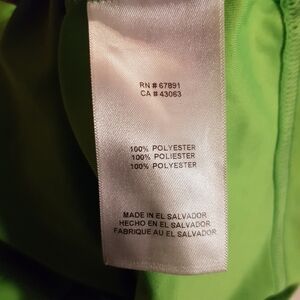 RN # 67891
CA # 43063
100% POLYESTER
100% POLIESTER
100% POLYESTER
MADE IN EL SALVADOR
HECHO EN EL SALVADOR
FABRIQUE AU EL SALVADOR